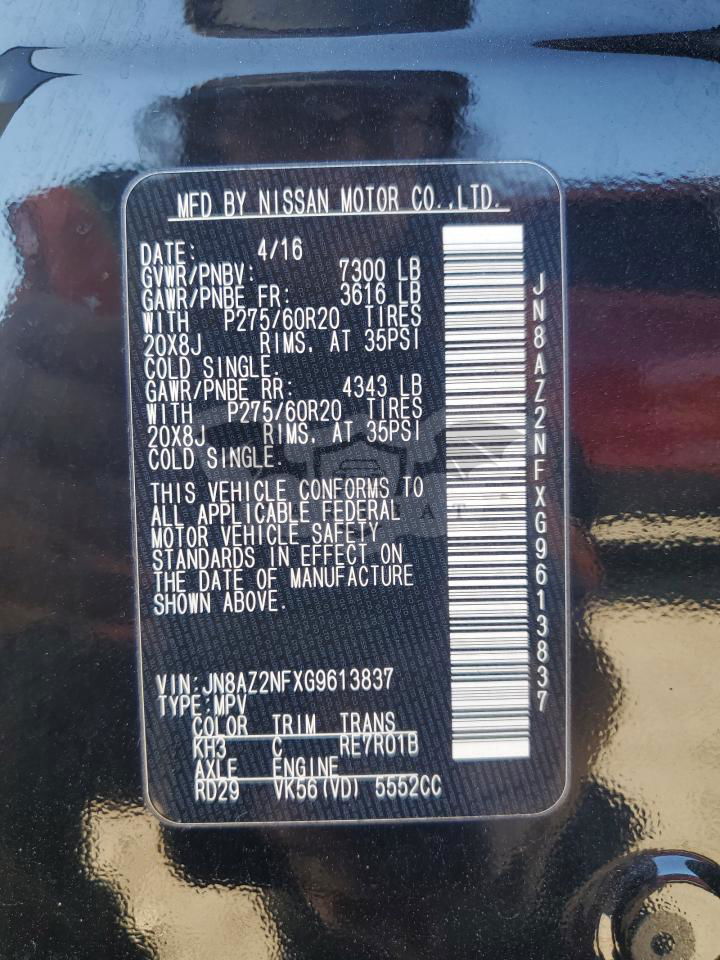 MFD BY NISSAN MOTOR CO.,LTD.
DATE: 4/16
GVWR/PNBV: 7300 LB
GAWR/PNBE FR: 3616 LB
WITH P275/60R20 TIRES
20X8J RIMS, AT 35PSI
COLD SINGLE.
GAWR/PNBE RR: 4343 LB
WITH P275/60R20 TIRES
20X8J RIMS, AT 35PSI
COLD SINGLE.
THIS VEHICLE CONFORMS TO
ALL APPLICABLE FEDERAL
MOTOR VEHICLE SAFETY
STANDARDS IN EFFECT ON
THE DATE OF MANUFACTURE
SHOWN ABOVE.
VIN:JN8AZ2NFXG9613837
TYPE:MPV
COLOR TRIM TRANS
KH3 C RE7R01B
AXLE ENGINE
RD29 VK56(VD) 5552CC
JN8AZ2NFXG9613837